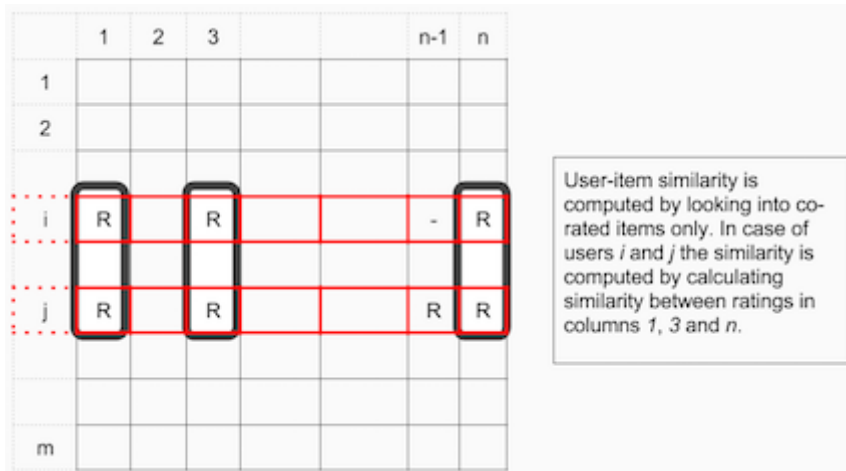 1 2 3 n-1 n
1
2
i R R - R
j R R R R
m
User-item similarity is
computed by looking into co-
rated items only. In case of
users i and j the similarity is
computed by calculating
similarity between ratings in
columns 1, 3 and n.